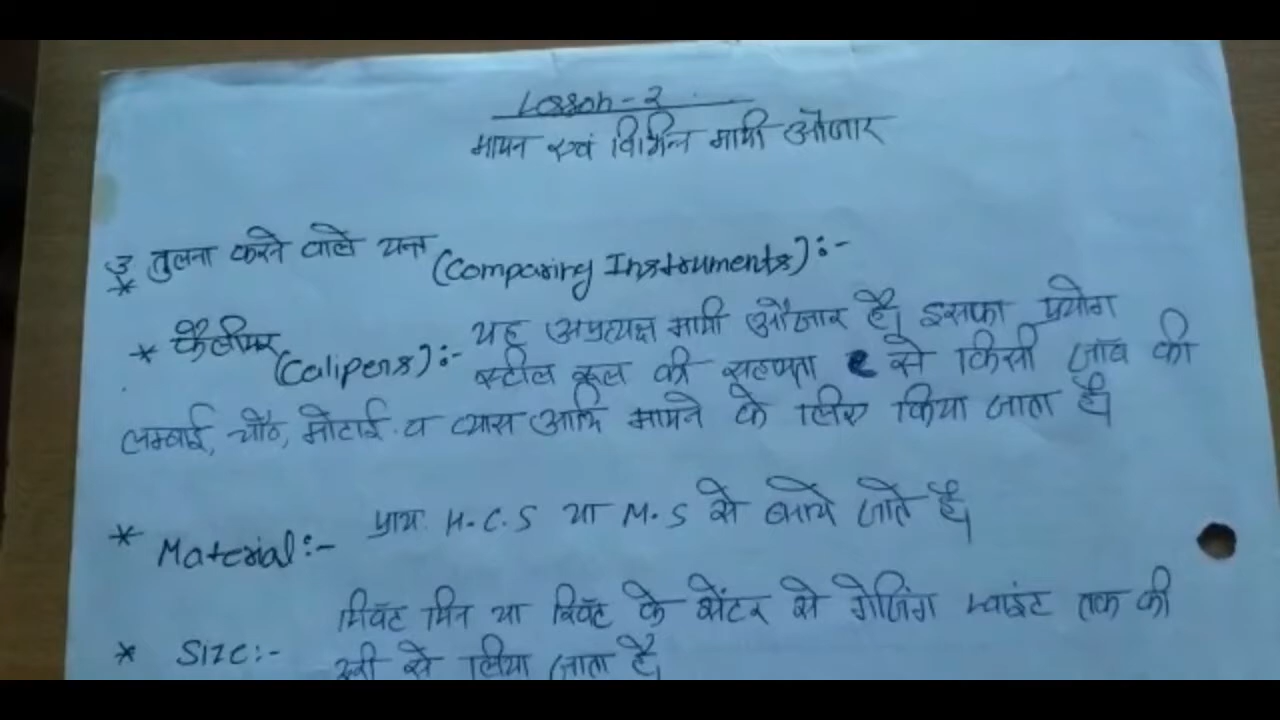 Lesson-2
मापन एवं विभिन्न मापी औजार
3 तुलना करने वाले यन्त्र (Comparing Instruments):-
* कैलीपर (Calipers):- यह अप्रत्यक्ष मापी औजार है। इसका प्रयोग
स्टील रूल की सहायता से किसी जॉब की
लम्बाई, चौ०, मोटाई व व्यास आदि मापने के लिए किया जाता है।
* Material:- प्राय: H.C.S या M.S से बनाये जाते है।
* Size:- पिवॅट पिन या रिवॅट के सेंटर से गेजिंग प्वाइंट तक की
दूरी से लिया जाता है।